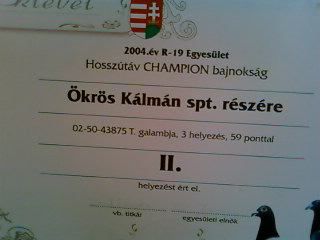 klevél
2004.év R-19 Egyesület
Hosszútáv CHAMPION bajnokság
Ökrös Kálmán spt. részére
02-50-43875 T. galambja, 3 helyezés, 59 ponttal
II.
helyezést ért el.
vb. titkár egyesületi elnök